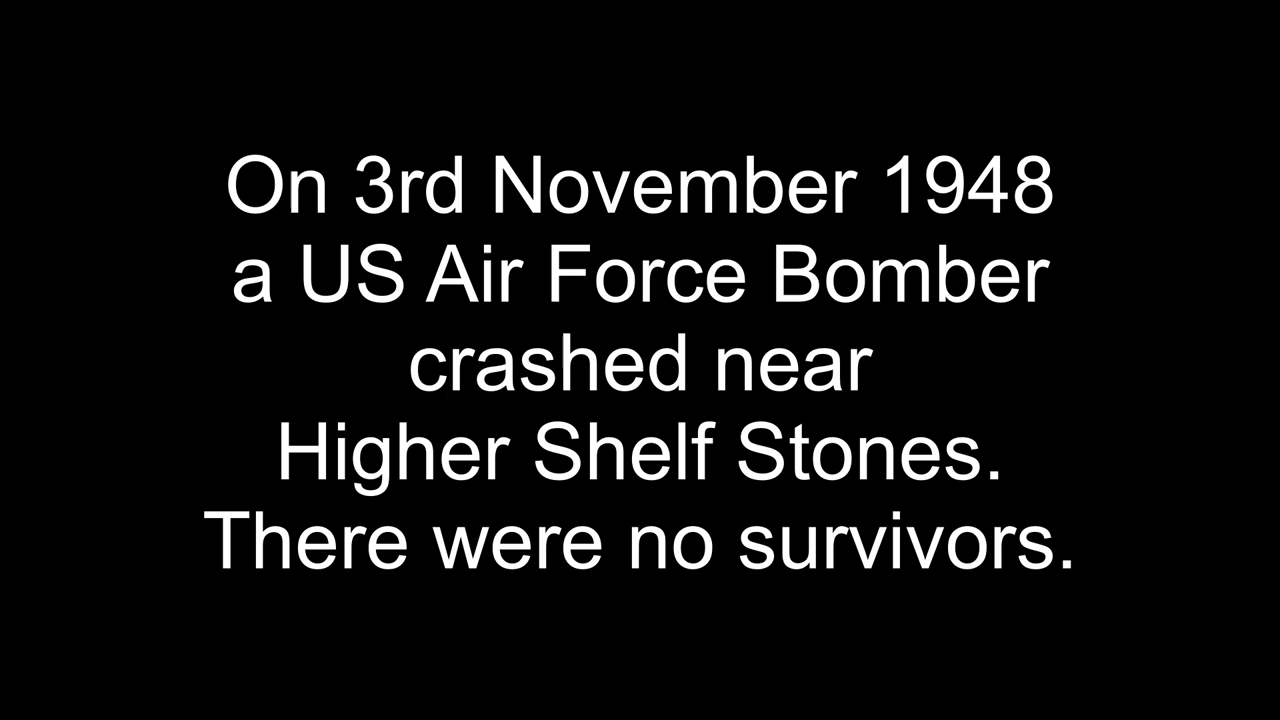 On 3rd November 1948
a US Air Force Bomber
crashed near
Higher Shelf Stones.
There were no survivors.